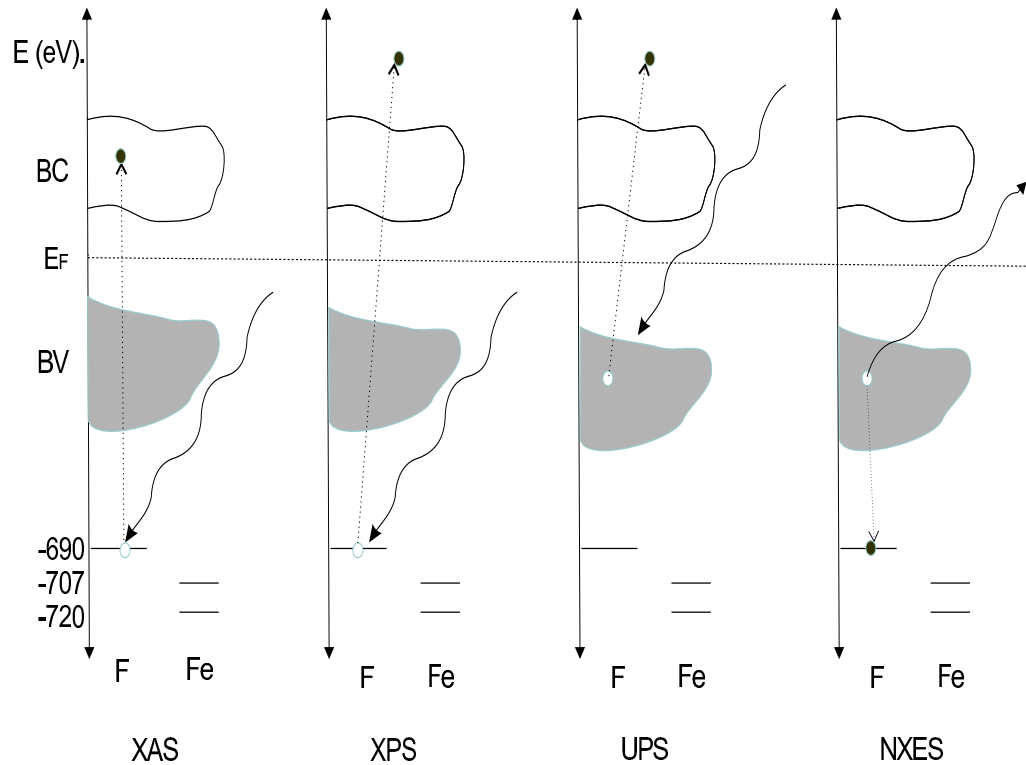 E (eV).
BC
EF
BV
-690
-707
-720
F Fe F Fe F Fe F Fe
XAS XPS UPS NXES